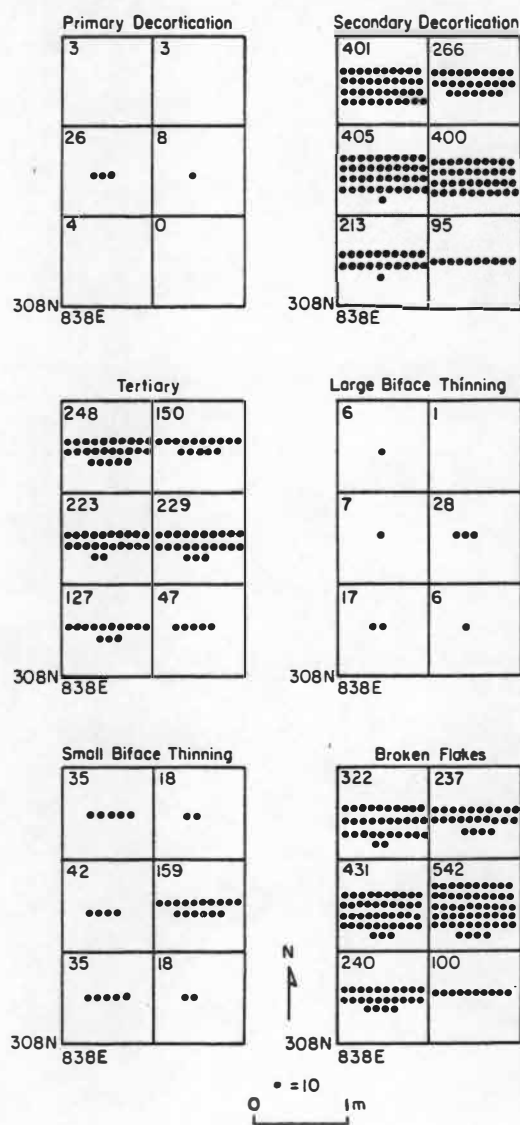 Primary Decortication
3 3
26 8
4 0
308N
838E
Secondary Decortication
401 266
405 400
213 95
308N
838E
Tertiary
248 150
223 229
127 47
308N
838E
Large Biface Thinning
6 1
7 28
17 6
308N
838E
Small Biface Thinning
35 18
42 159
35 18
308N
838E
Broken Flakes
322 237
431 542
240 100
308N
838E
N
• =10
0 1m